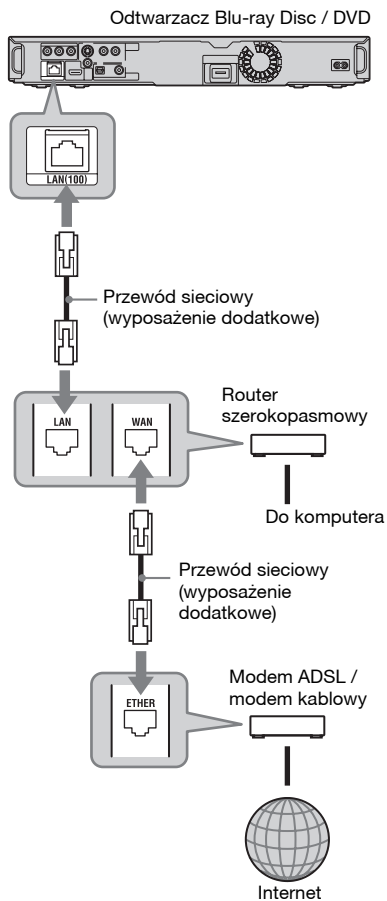 Odtwarzacz Blu-ray Disc / DVD
LAN(100)
Przewód sieciowy
(wyposażenie dodatkowe)
LAN
WAN
Router
szerokopasmowy
Do komputera
Przewód sieciowy
(wyposażenie
dodatkowe)
ETHER
Modem ADSL /
modem kablowy
Internet